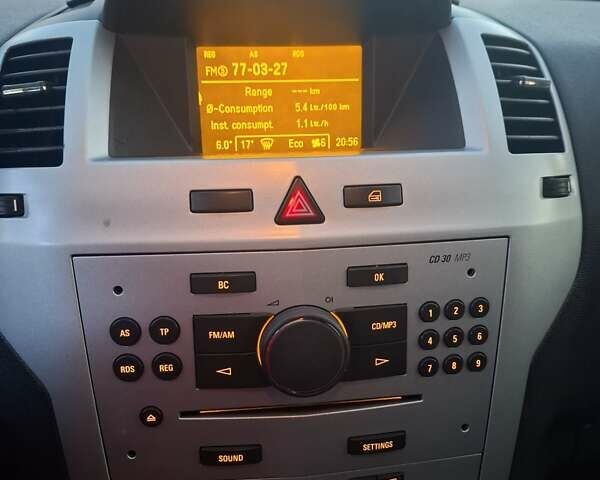 REG AS RDS
FM 77-03-27
Range --- km
Ø-Consumption 5.4 ltr./100 km
Inst. consumpt. 1.1 ltr./h
6.0° 17° Eco 6 20:56
CD 30 MP3
BC OK
AS TP FM/AM CD/MP3 1 2 3
4 5 6
RDS REG 7 8 9
SOUND SETTINGS